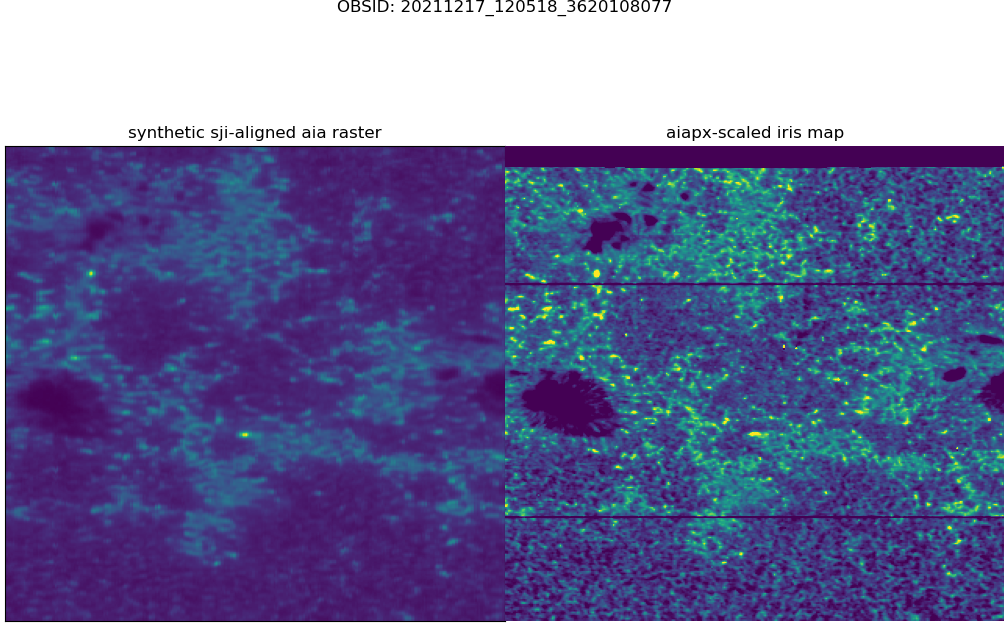 OBSID: 20211217_120518_3620108077
synthetic sji-aligned aia raster
aiapx-scaled iris map